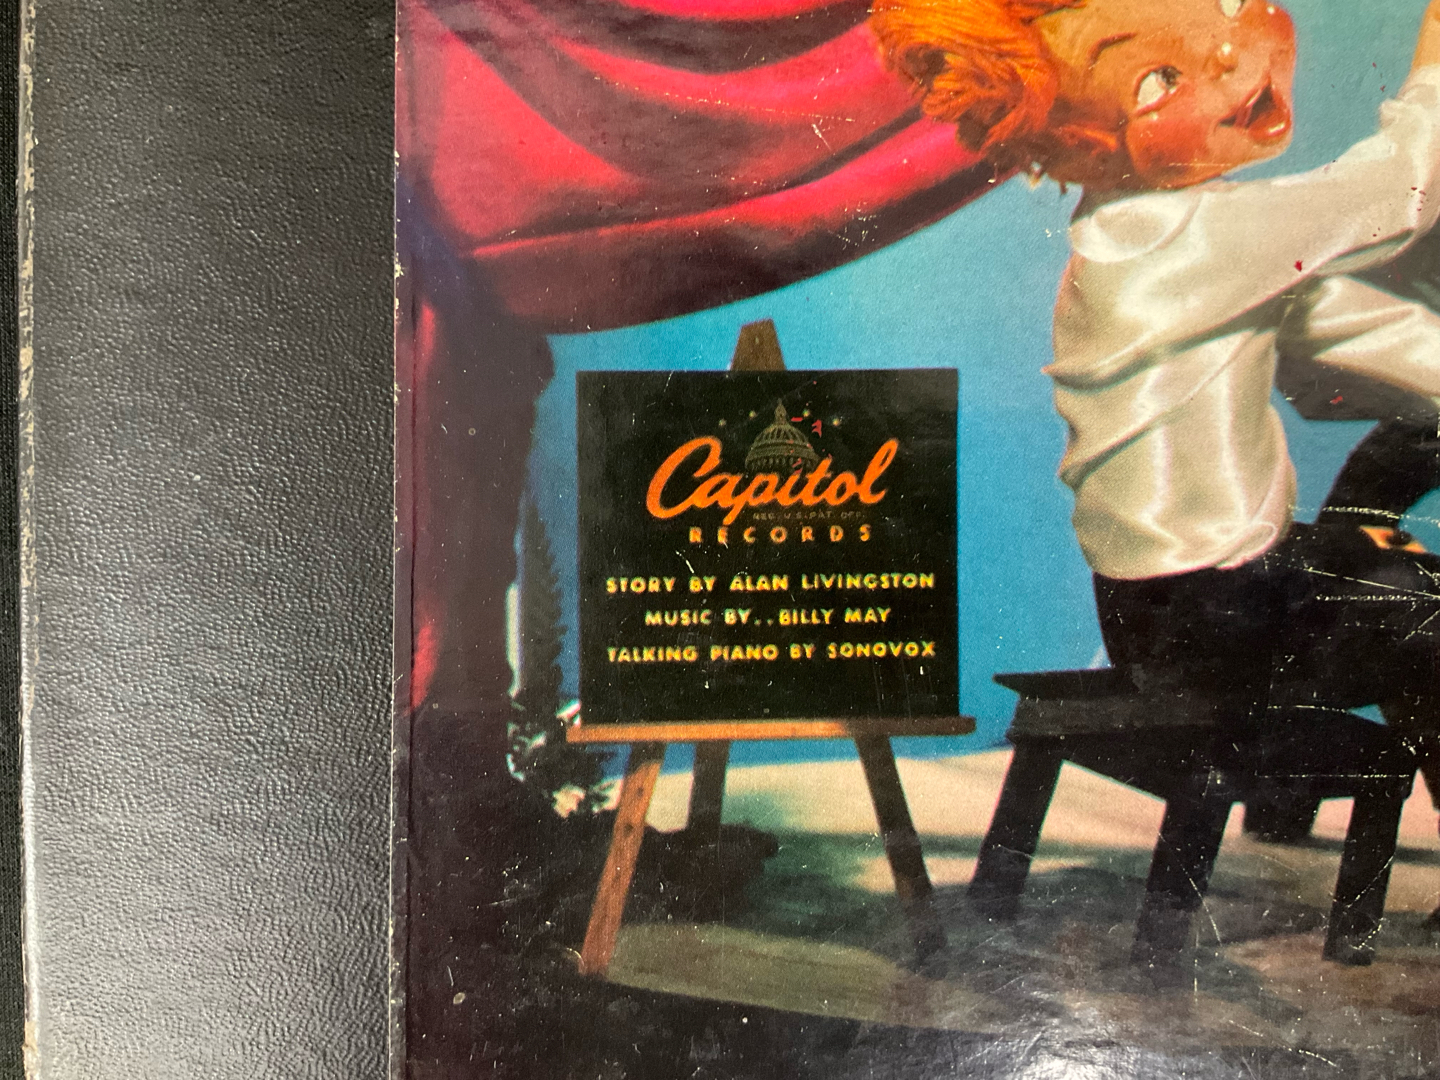 Capitol
REG. U.S. PAT. OFF.
RECORDS
STORY BY ALAN LIVINGSTON
MUSIC BY.. BILLY MAY
TALKING PIANO BY SONOVOX